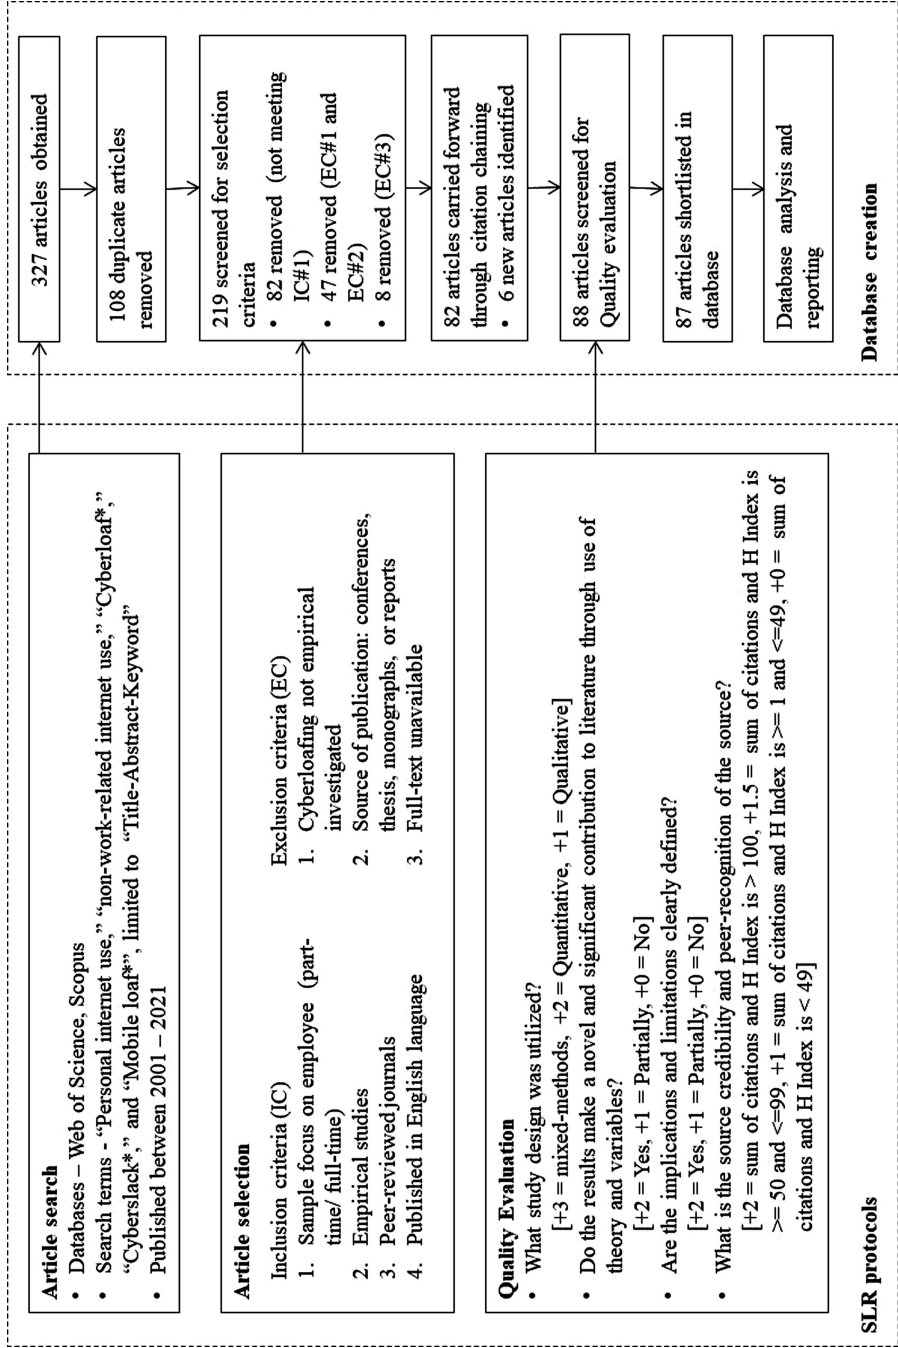 Article search
• Databases – Web of Science, Scopus
• Search terms - “Personal internet use,” “non-work-related internet use,” “Cyberloaf*,”
“Cyberslack*,” and “Mobile loaf*”, limited to “Title-Abstract-Keyword”
• Published between 2001 – 2021
Article selection
Inclusion criteria (IC)
1. Sample focus on employee (part-
time/ full-time)
2. Empirical studies
3. Peer-reviewed journals
4. Published in English language
Exclusion criteria (EC)
1. Cyberloafing not empirical
investigated
2. Source of publication: conferences,
thesis, monographs, or reports
3. Full-text unavailable
Quality Evaluation
• What study design was utilized?
[+3 = mixed-methods, +2 = Quantitative, +1 = Qualitative]
• Do the results make a novel and significant contribution to literature through use of
theory and variables?
[+2 = Yes, +1 = Partially, +0 = No]
• Are the implications and limitations clearly defined?
[+2 = Yes, +1 = Partially, +0 = No]
• What is the source credibility and peer-recognition of the source?
[+2 = sum of citations and H Index is > 100, +1.5 = sum of citations and H Index is
>= 50 and <=99, +1 = sum of citations and H Index is >= 1 and <=49, +0 = sum of
citations and H Index is < 49]
SLR protocols
327 articles obtained
108 duplicate articles
removed
219 screened for selection
criteria
• 82 removed (not meeting
IC#1)
• 47 removed (EC#1 and
EC#2)
• 8 removed (EC#3)
82 articles carried forward
through citation chaining
• 6 new articles identified
88 articles screened for
Quality evaluation
87 articles shortlisted in
database
Database analysis and
reporting
Database creation